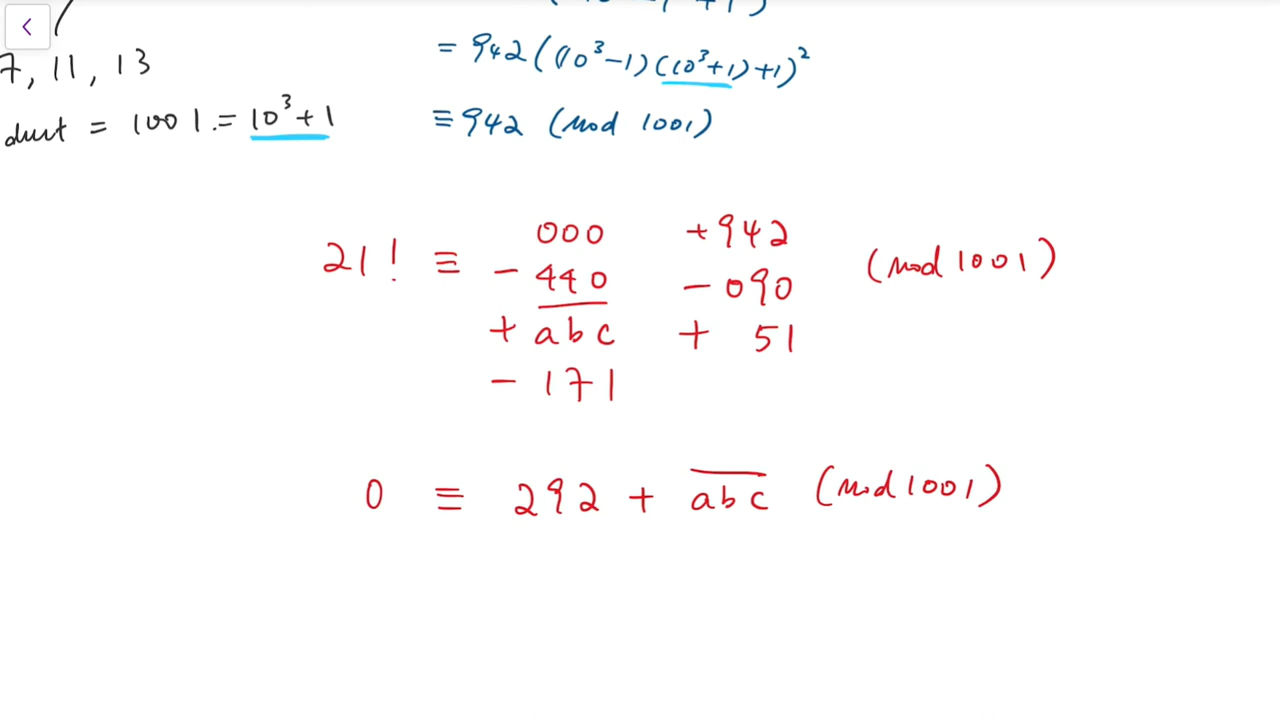 = 942((10³-1)(10³+1)+1)²
7, 11, 13
duct = 1001 = 10³+1
≡ 942 (mod 1001)
21! ≡ 000 +942 (mod 1001)
- 440 - 090
+ abc + 51
- 171
0 ≡ 292 + abc (mod 1001)